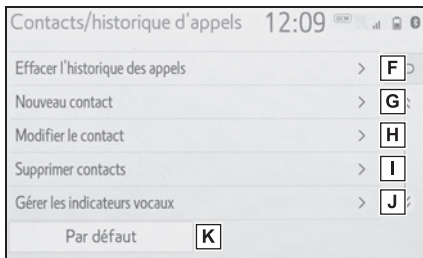 Contacts/historique d'appels 12:09 DCM
Effacer l'historique des appels > F
Nouveau contact > G
Modifier le contact > H
Supprimer contacts > I
Gérer les indicateurs vocaux > J
Par défaut K